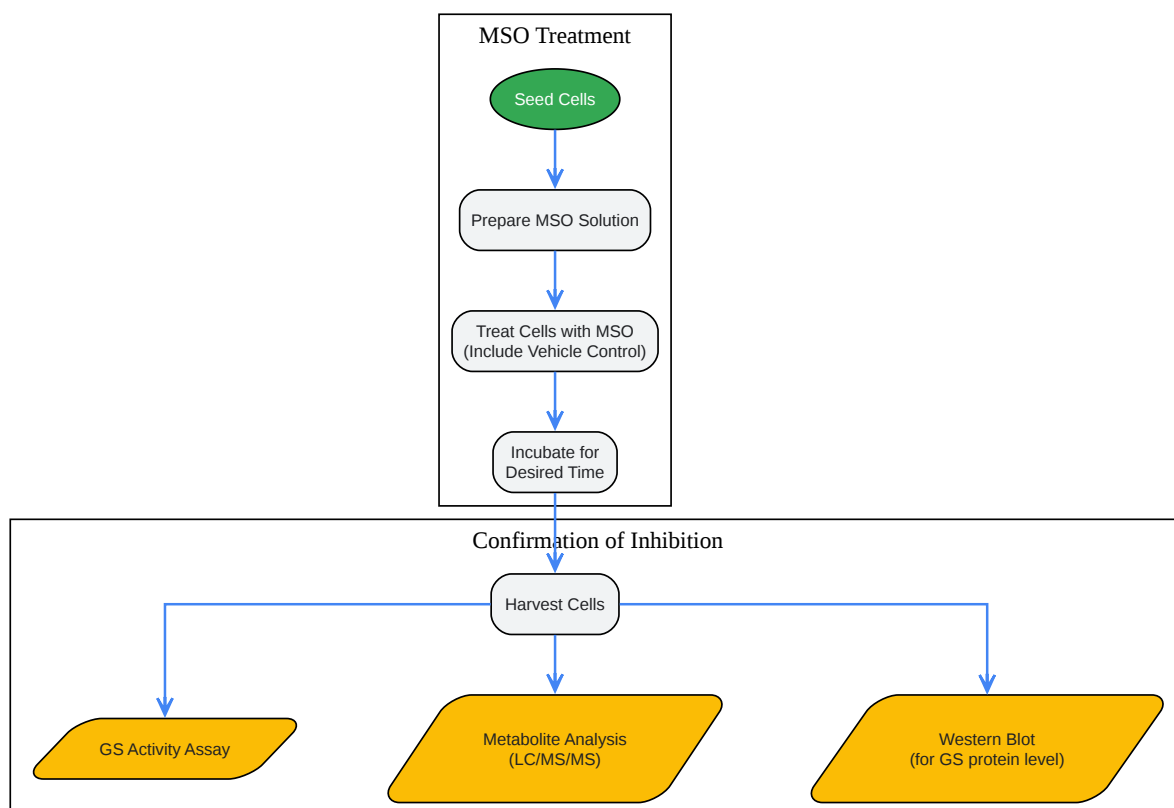 MSO Treatment
Seed Cells
Prepare MSO Solution
Treat Cells with MSO
(Include Vehicle Control)
Incubate for
Desired Time
Confirmation of Inhibition
Harvest Cells
GS Activity Assay
Metabolite Analysis
(LC/MS/MS)
Western Blot
(for GS protein level)